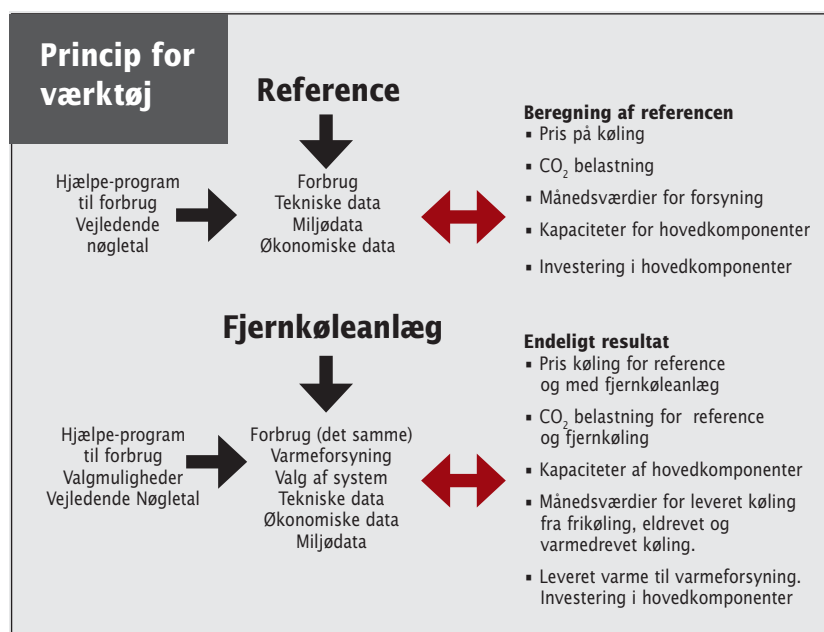 Princip for
værktøj
Reference
Hjælpe-program
til forbrug
Vejledende
nøgletal
Forbrug
Tekniske data
Miljødata
Økonomiske data
Beregning af referencen
▪ Pris på køling
▪ CO₂ belastning
▪ Månedsværdier for forsyning
▪ Kapaciteter for hovedkomponenter
▪ Investering i hovedkomponenter
Fjernkøleanlæg
Hjælpe-program
til forbrug
Valgmuligheder
Vejledende Nøgletal
Forbrug (det samme)
Varmeforsyning
Valg af system
Tekniske data
Økonomiske data
Miljødata
Endeligt resultat
▪ Pris køling for reference
og med fjernkøleanlæg
▪ CO₂ belastning for reference
og fjernkøling
▪ Kapaciteter af hovedkomponenter
▪ Månedsværdier for leveret køling
fra frikøling, eldrevet og
varmedrevet køling.
▪ Leveret varme til varmeforsyning.
Investering i hovedkomponenter